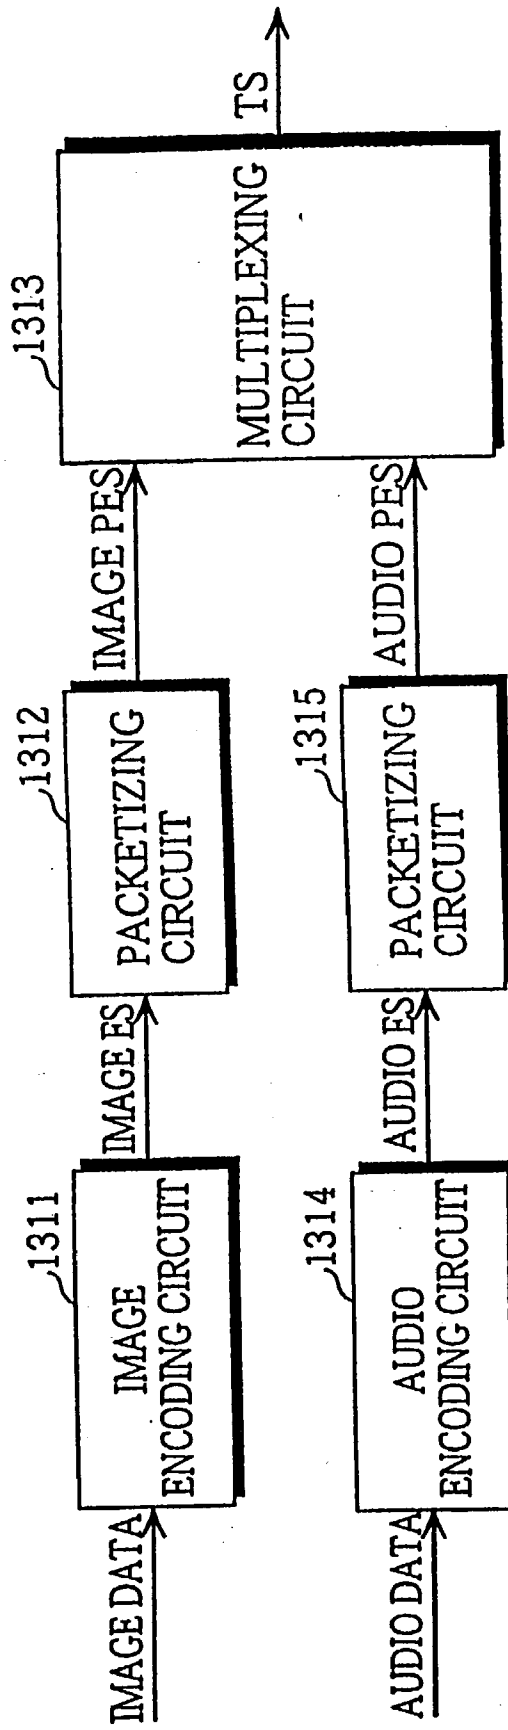 IMAGE DATA
1311
IMAGE
ENCODING CIRCUIT
IMAGE ES
1312
PACKETIZING
CIRCUIT
IMAGE PES
1313
MULTIPLEXING
CIRCUIT
TS
AUDIO DATA
1314
AUDIO
ENCODING CIRCUIT
AUDIO ES
1315
PACKETIZING
CIRCUIT
AUDIO PES